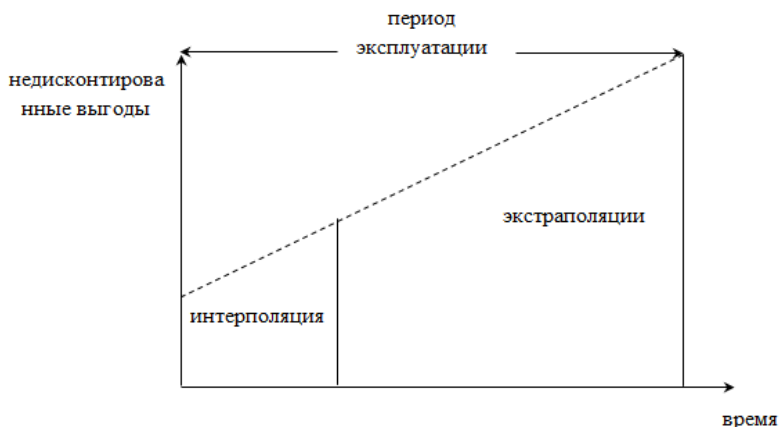 период
эксплуатации
недисконтирова
нные выгоды
экстраполяции
интерполяция
время